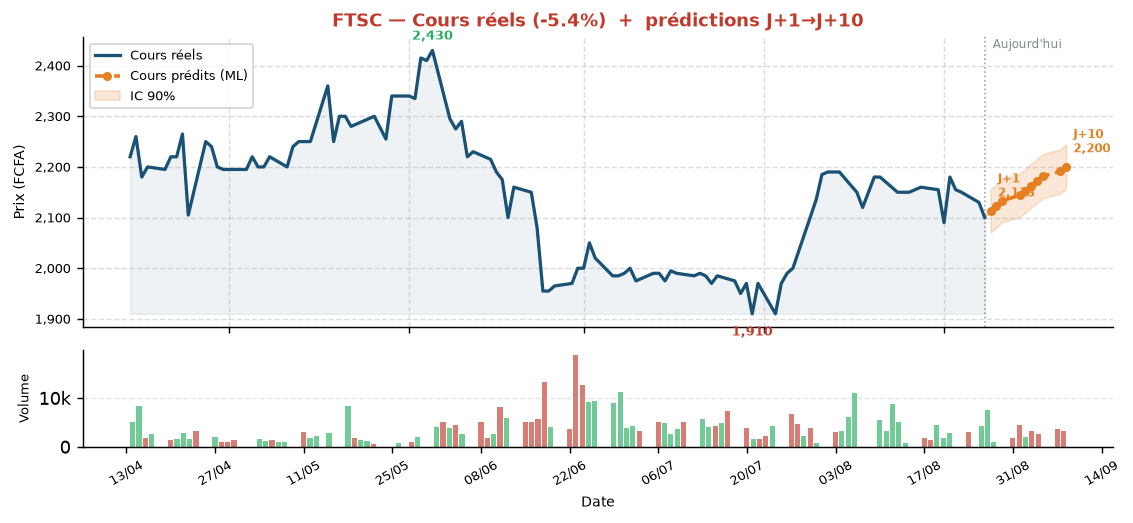 FTSC — Cours réels (-5.4%) + prédictions J+1→J+10
2,430
Aujourd'hui
Cours réels
Cours prédits (ML)
IC 90%
J+10
2,200
J+1
Prix (FCFA)
2,400
2,300
2,200
2,100
2,000
1,900
1,910
Volume
10k
0
13/04
27/04
11/05
25/05
08/06
22/06
06/07
20/07
03/08
17/08
31/08
14/09
Date